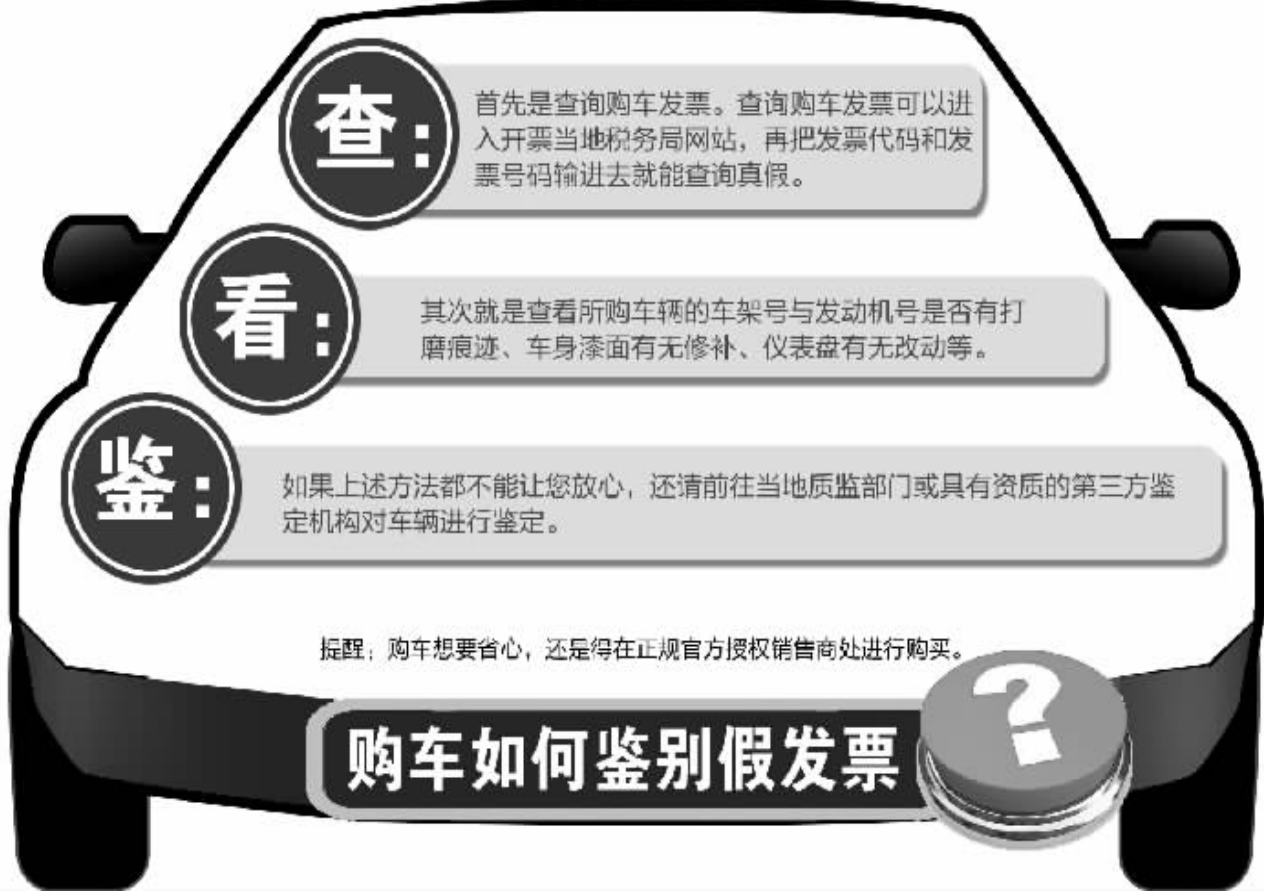 查：
首先是查询购车发票。查询购车发票可以进
入开票当地税务局网站，再把发票代码和发
票号码输进去就能查询真假。
看：
其次就是查看所购车辆的车架号与发动机号是否有打
磨痕迹、车身漆面有无修补、仪表盘有无改动等。
鉴：
如果上述方法都不能让您放心，还请前往当地质监部门或具有资质的第三方鉴
定机构对车辆进行鉴定。
提醒：购车想要省心，还是得在正规官方授权销售商处进行购买。
购车如何鉴别假发票?